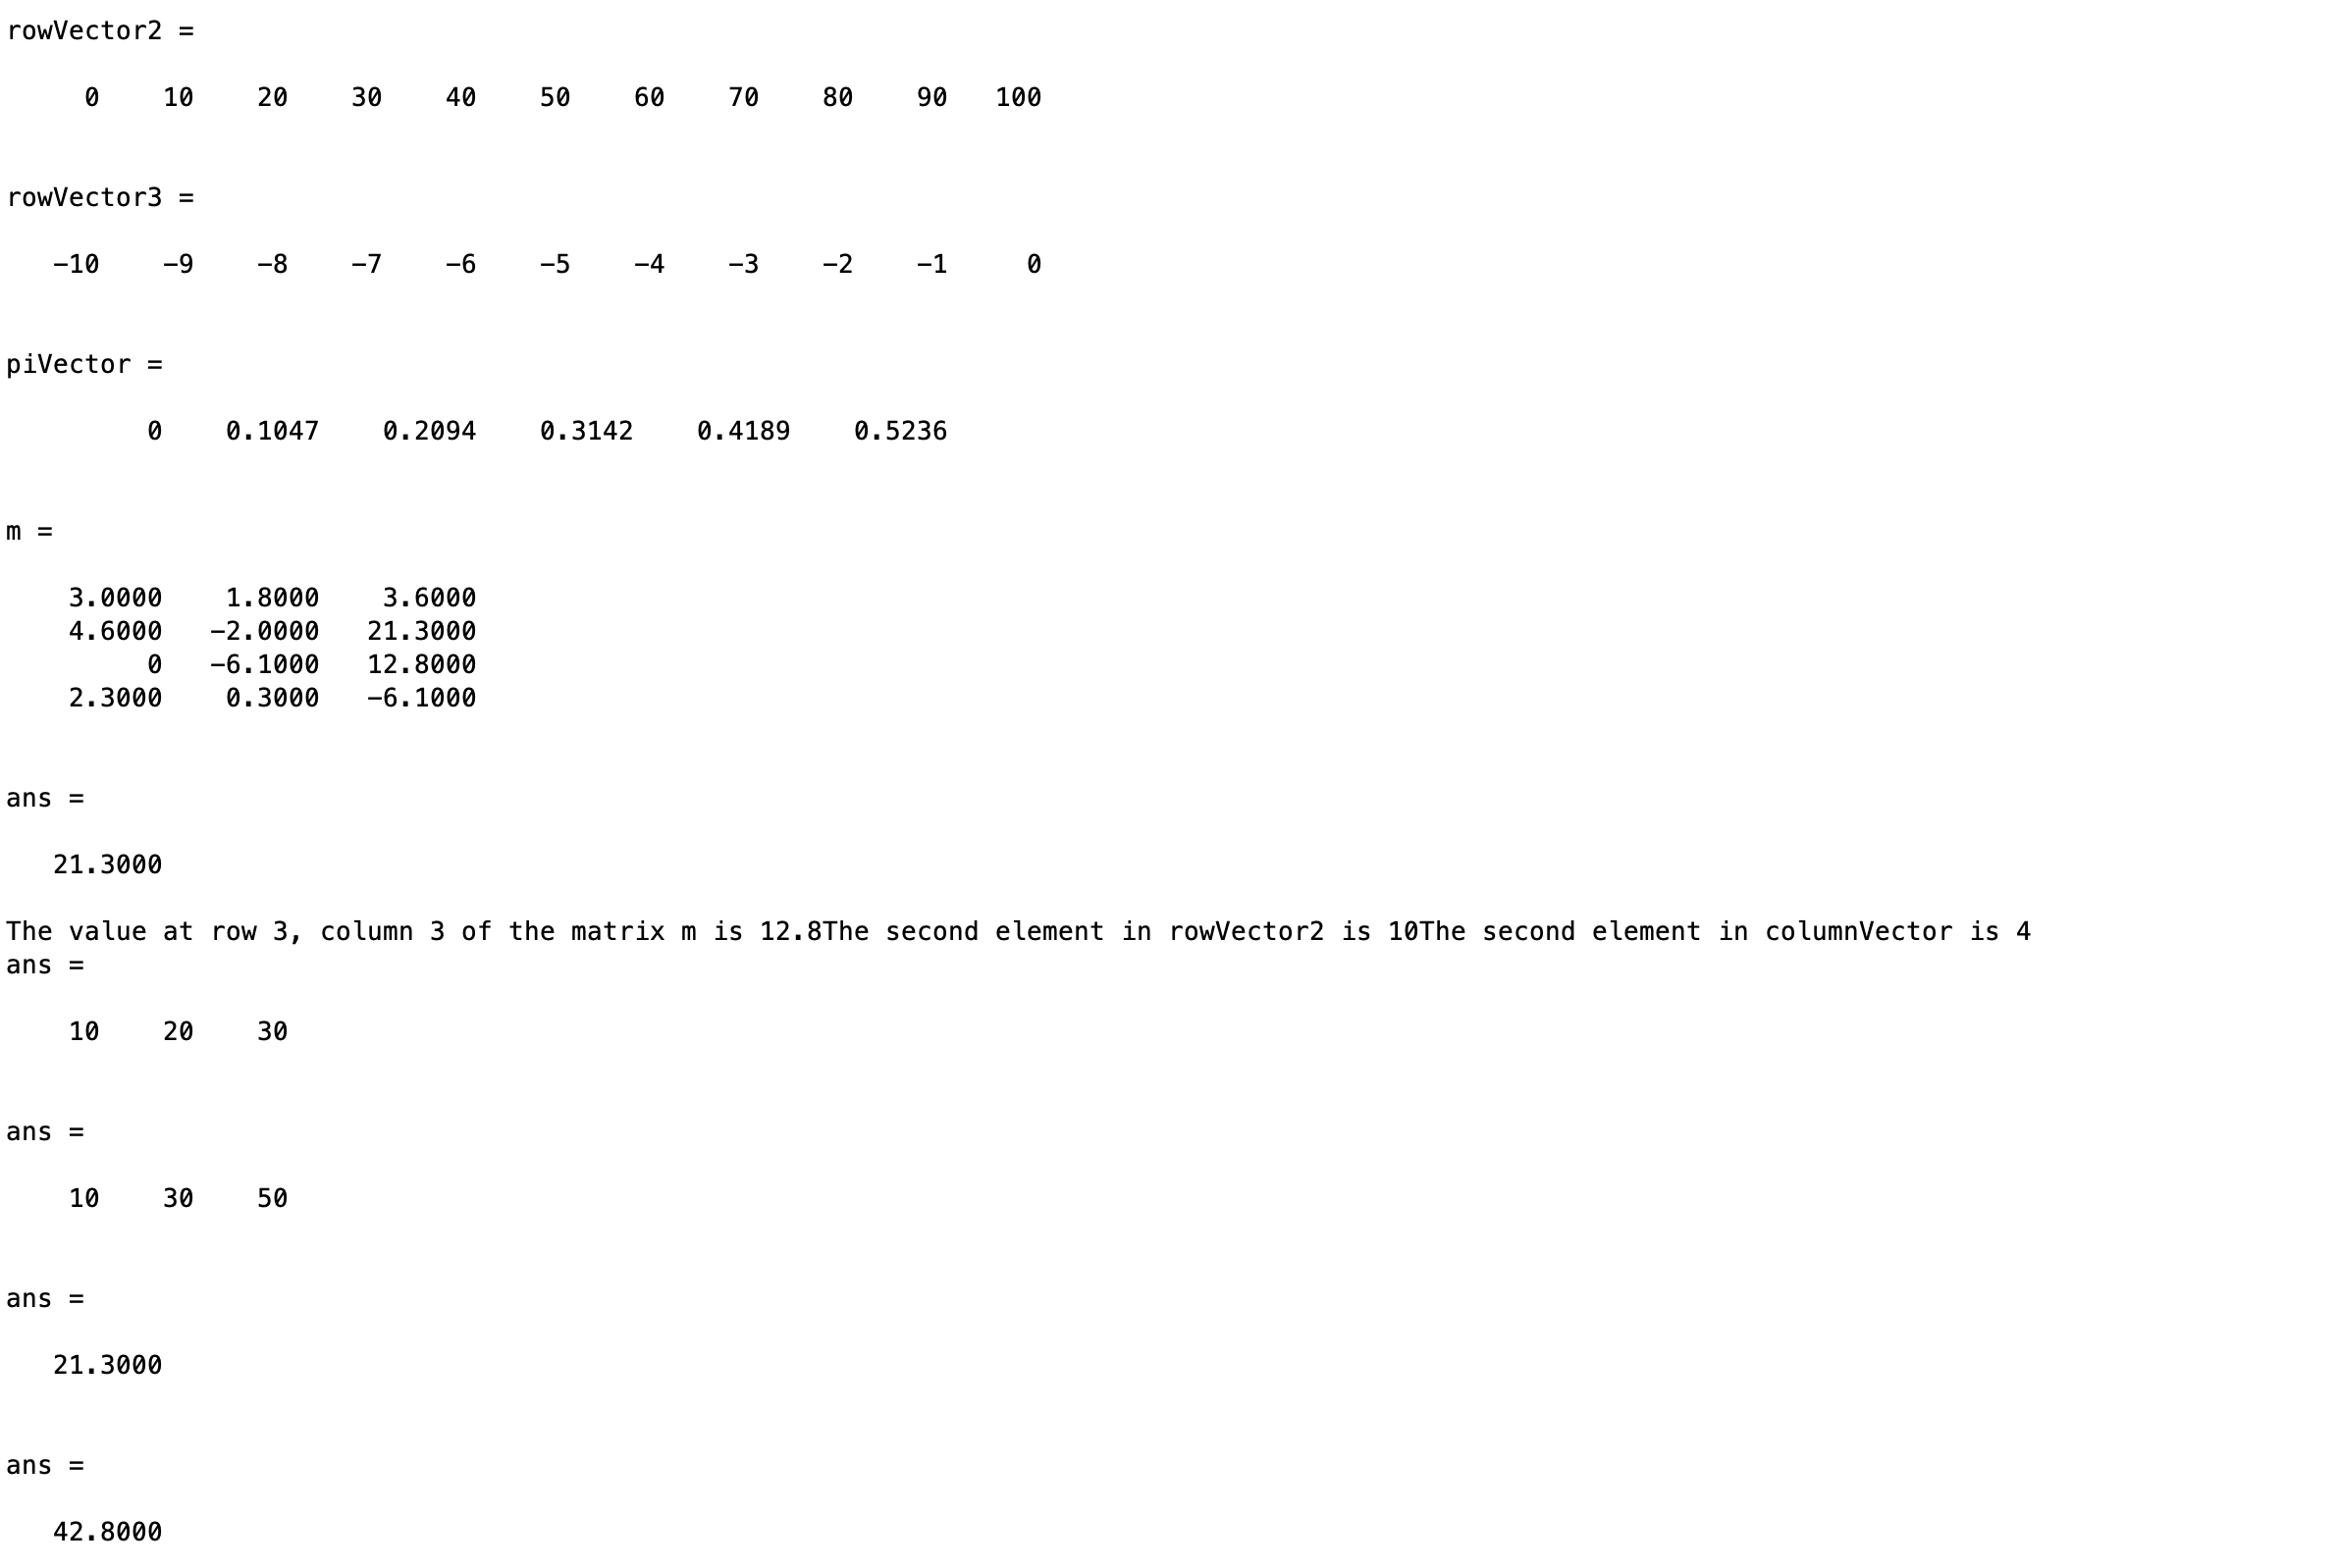 rowVector2 =
0 10 20 30 40 50 60 70 80 90 100
rowVector3 =
-10 -9 -8 -7 -6 -5 -4 -3 -2 -1 0
piVector =
0 0.1047 0.2094 0.3142 0.4189 0.5236
m =
3.0000 1.8000 3.6000
4.6000 -2.0000 21.3000
0 -6.1000 12.8000
2.3000 0.3000 -6.1000
ans =
21.3000
The value at row 3, column 3 of the matrix m is 12.8The second element in rowVector2 is 10The second element in columnVector is 4
ans =
10 20 30
ans =
10 30 50
ans =
21.3000
ans =
42.8000